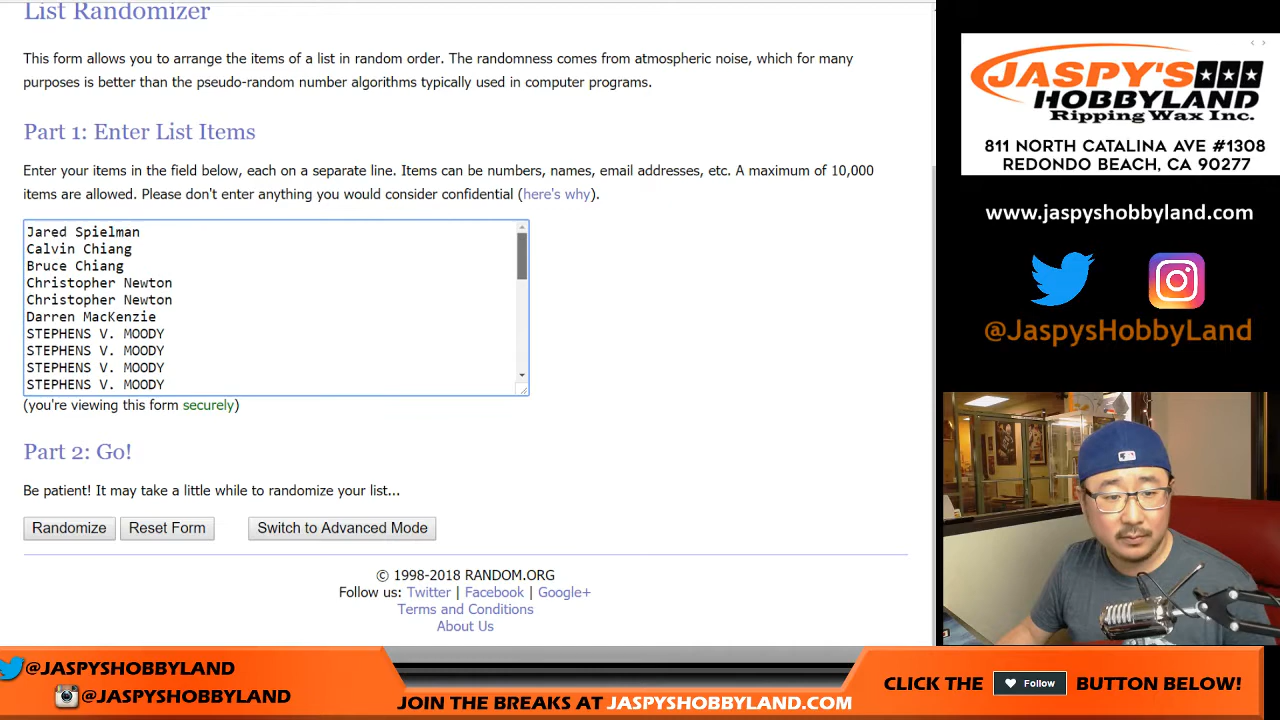 List Randomizer
This form allows you to arrange the items of a list in random order. The randomness comes from atmospheric noise, which for many
purposes is better than the pseudo-random number algorithms typically used in computer programs.
Part 1: Enter List Items
Enter your items in the field below, each on a separate line. Items can be numbers, names, email addresses, etc. A maximum of 10,000
items are allowed. Please don't enter anything you would consider confidential (here's why).
Jared Spielman
Calvin Chiang
Bruce Chiang
Christopher Newton
Christopher Newton
Darren MacKenzie
STEPHENS V. MOODY
STEPHENS V. MOODY
STEPHENS V. MOODY
STEPHENS V. MOODY
(you're viewing this form securely)
Part 2: Go!
Be patient! It may take a little while to randomize your list...
Randomize Reset Form Switch to Advanced Mode
© 1998-2018 RANDOM.ORG
Follow us: Twitter | Facebook | Google+
Terms and Conditions
About Us
JASPY'S
HOBBYLAND
Ripping Wax Inc.
811 NORTH CATALINA AVE #1308
REDONDO BEACH, CA 90277
www.jaspyshobbyland.com
@JaspysHobbyLand
@JASPYSHOBBYLAND
@JASPYSHOBBYLAND
JOIN THE BREAKS AT JASPYSHOBBYLAND.COM
CLICK THE Follow BUTTON BELOW!